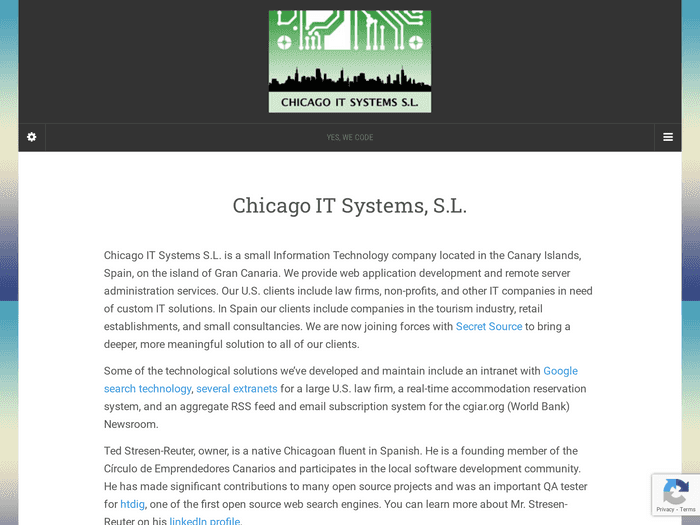 CHICAGO IT SYSTEMS S.L.
YES, WE CODE
Chicago IT Systems, S.L.
Chicago IT Systems S.L. is a small Information Technology company located in the Canary Islands,
Spain, on the island of Gran Canaria. We provide web application development and remote server
administration services. Our U.S. clients include law firms, non-profits, and other IT companies in need
of custom IT solutions. In Spain our clients include companies in the tourism industry, retail
establishments, and small consultancies. We are now joining forces with Secret Source to bring a
deeper, more meaningful solution to all of our clients.
Some of the technological solutions we've developed and maintain include an intranet with Google
search technology, several extranets for a large U.S. law firm, a real-time accommodation reservation
system, and an aggregate RSS feed and email subscription system for the cgiar.org (World Bank)
Newsroom.
Ted Stresen-Reuter, owner, is a native Chicagoan fluent in Spanish. He is a founding member of the
Círculo de Emprendedores Canarios and participates in the local software development community.
He has made significant contributions to many open source projects and was an important QA tester
for htdig, one of the first open source web search engines. You can learn more about Mr. Stresen-
Reuter on his linkedIn profile.
Privacy - Terms